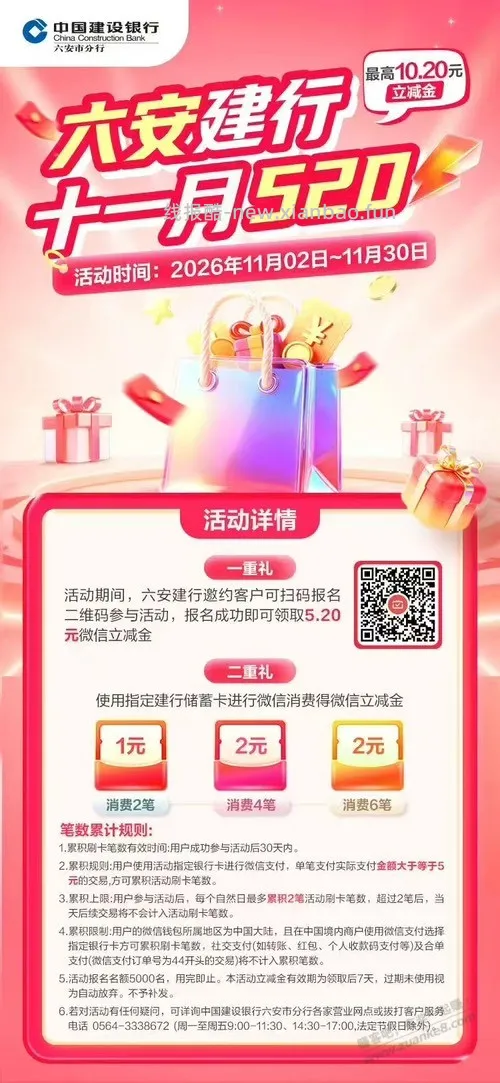 中国建设银行
China Construction Bank
六安市分行
最高10.20元
立减金
六安建行
十一月520
线报酷-new.xianbao.fun
活动时间：2026年11月02日~11月30日
活动详情
一重礼
活动期间，六安建行邀约客户可扫码报名
二维码参与活动，报名成功即可领取5.20
元微信立减金
二重礼
使用指定建行储蓄卡进行微信消费得微信立减金
1元 2元 2元
消费2笔 消费4笔 消费6笔
笔数累计规则:
1.累积刷卡笔数有效时间:用户成功参与活动后30天内。
2.累积规则:用户使用活动指定银行卡进行微信支付，单笔支付实际支付金额大于等于5
元的交易,方可累积活动刷卡笔数。
3.累积上限:用户参与活动后，每个自然日最多累积2笔活动刷卡笔数，超过2笔后，当
天后续交易将不会计入活动刷卡笔数。
4.累积限制:用户的微信钱包所属地区为中国大陆，且在中国境内商户使用微信支付选择
指定银行卡方可累积刷卡笔数，社交支付(如转账、红包、个人收款码支付等)及合单
支付(微信支付订单号为44开头的交易)将不计入累积笔数。
5.活动报名名额5000名，用完即止。本活动立减金有效期为领取后7天，过期未使用视
为自动放弃。不予补发。
6.若对活动有任何疑问，可详询中国建设银行六安市分行各家营业网点或拨打客户服务
电话 0564-3338672 (周一至周五9:00-11:30、14:30-17:00,法定节假日除外)